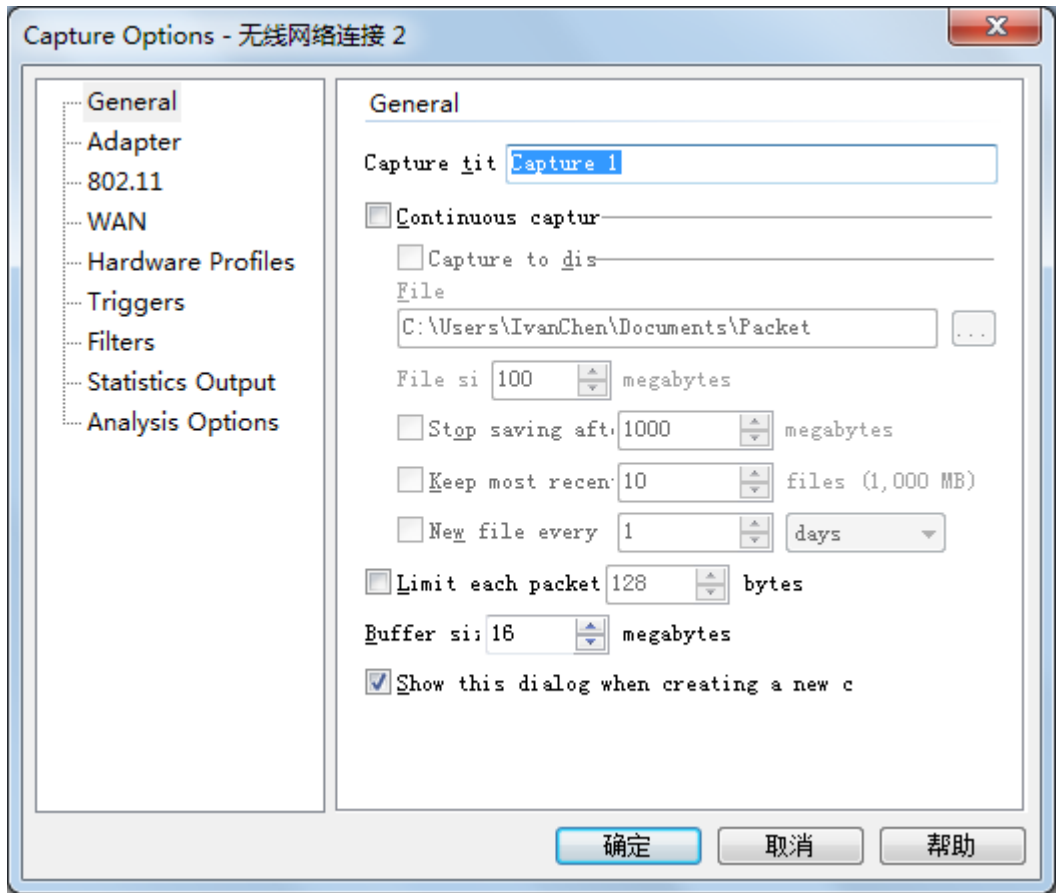 Capture Options - 无线网络连接 2
General
Adapter
802.11
WAN
Hardware Profiles
Triggers
Filters
Statistics Output
Analysis Options
General
Capture tit Capture 1
Continuous captur
Capture to dis
File
C:\Users\IvanChen\Documents\Packet ...
File si 100 megabytes
Stop saving aft 1000 megabytes
Keep most recen 10 files (1,000 MB)
New file every 1 days
Limit each packet 128 bytes
Buffer siz 16 megabytes
Show this dialog when creating a new c
确定 取消 帮助